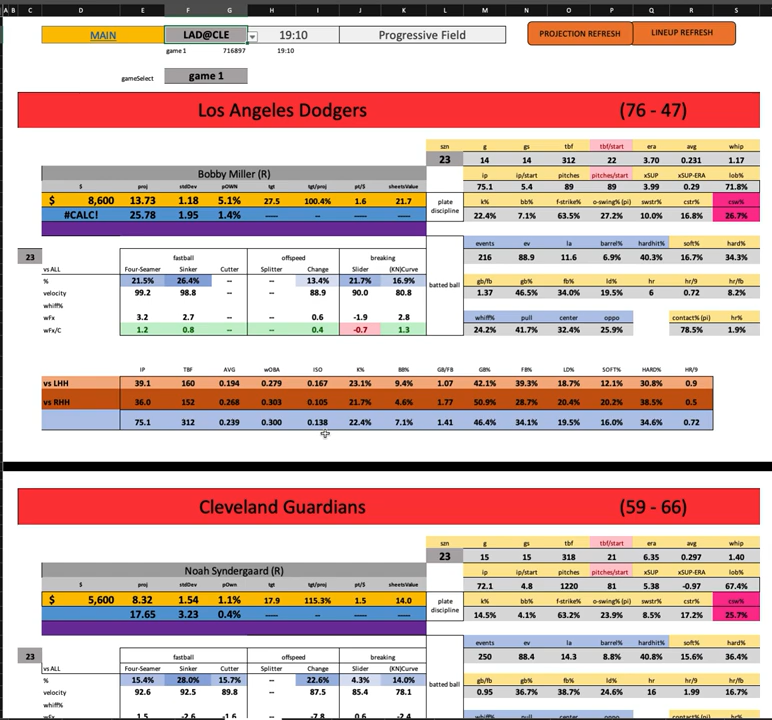 A B C D E F G H I J K L M N O P Q R S
MAIN LAD@CLE 19:10 Progressive Field PROJECTION REFRESH LINEUP REFRESH
game 1 716897 19:10
gameSelect game 1
Los Angeles Dodgers (76 - 47)
szn g gs tbf tbf/start era avg whip
23 14 14 312 22 3.70 0.231 1.17
Bobby Miller (R) ip ip/start pitches pitches/start xSUP xSUP-ERA lob%
$ proj stdDev pOWN tgt tgt/proj pt/$ sheetsValue 75.1 5.4 89 89 3.99 0.29 71.8%
$ 8,600 13.73 1.18 5.1% 27.5 100.4% 1.6 21.7 plate discipline k% bb% f-strike% o-swing% (pi) swstr% cstr% csw%
#CALC! 25.78 1.95 1.4% -- -- -- -- 22.4% 7.1% 63.5% 27.2% 10.0% 16.8% 26.7%
events ev la barrel% hardhit% soft% hard%
23 fastball offspeed breaking 216 88.9 11.6 6.9% 40.3% 16.7% 34.3%
vs ALL Four-Seamer Sinker Cutter Splitter Change Slider (KN)Curve
% 21.5% 26.4% -- -- 13.4% 21.7% 16.9% batted ball gb/fb gb% fb% ld% hr hr/9 hr/fb
velocity 99.2 98.8 -- -- 88.9 90.0 80.8 1.37 46.5% 34.0% 19.5% 6 0.72 8.2%
whiff%
wFx 3.2 2.7 -- -- 0.6 -1.9 2.8 whiff% pull center oppo contact% (pi) hr%
wFx/C 1.2 0.8 -- -- 0.4 -0.7 1.3 24.2% 41.7% 32.4% 25.9% 78.5% 1.9%
IP TBF AVG wOBA ISO K% BB% GB/FB GB% FB% LD% SOFT% HARD% HR/9
vs LHH 39.1 160 0.194 0.279 0.167 23.1% 9.4% 1.07 42.1% 39.3% 18.7% 12.1% 30.8% 0.9
vs RHH 36.0 152 0.268 0.303 0.105 21.7% 4.6% 1.77 50.9% 28.7% 20.4% 20.2% 38.5% 0.5
75.1 312 0.239 0.300 0.138 22.4% 7.1% 1.41 46.4% 34.1% 19.5% 16.0% 34.6% 0.72
Cleveland Guardians (59 - 66)
szn g gs tbf tbf/start era avg whip
23 15 15 318 21 6.35 0.297 1.40
Noah Syndergaard (R) ip ip/start pitches pitches/start xSUP xSUP-ERA lob%
$ proj stdDev pOwn tgt tgt/proj pt/$ sheetsValue 72.1 4.8 1220 81 5.38 -0.97 67.4%
$ 5,600 8.32 1.54 1.1% 17.9 115.3% 1.5 14.0 plate discipline k% bb% f-strike% o-swing% (pi) swstr% cstr% csw%
17.65 3.23 0.4% -- -- -- -- 14.5% 4.1% 63.2% 23.9% 8.5% 17.2% 25.7%
events ev la barrel% hardhit% soft% hard%
23 fastball offspeed breaking 250 88.4 14.3 8.8% 40.8% 15.6% 36.4%
vs ALL Four-Seamer Sinker Cutter Splitter Change Slider (KN)Curve
% 15.4% 28.0% 15.7% -- 22.6% 4.3% 14.0% batted ball gb/fb gb% fb% ld% hr hr/9 hr/fb
velocity 92.6 92.5 89.8 -- 87.5 85.4 78.1 0.95 36.7% 38.7% 24.6% 16 1.99 16.7%
whiff%
wFx 1.5 -2.6 -1.6 -- -7.8 0.6 -2.4 whiff% pull center oppo contact% (pi) hr%